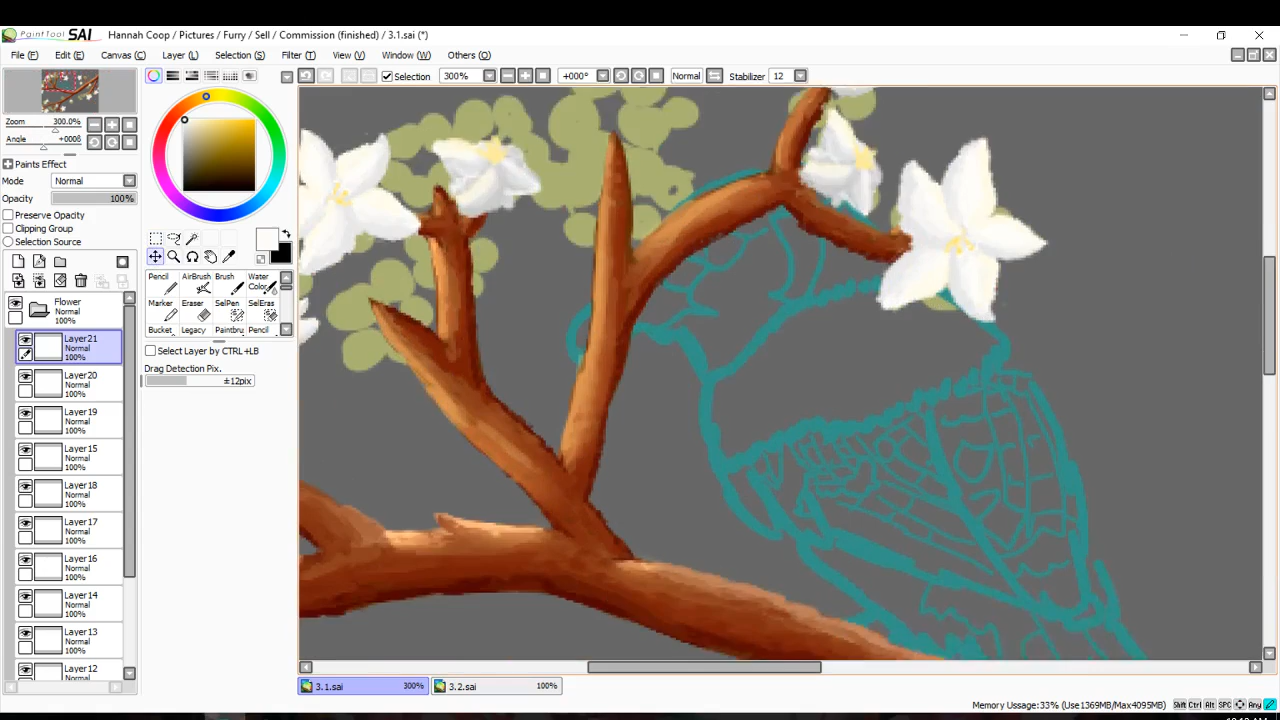 PaintTool SAI Hannah Coop / Pictures / Furry / Sell / Commission (finished) / 3.1.sai (*)
File (F) Edit (E) Canvas (C) Layer (L) Selection (S) Filter (T) View (V) Window (W) Others (O)
Selection 300% +000° Normal Stabilizer 12
Zoom 300.0%
Angle
Paints Effect
Mode Normal
Opacity 100%
Preserve Opacity
Clipping Group
Selection Source
Pencil AirBrush Brush Water Color
Marker Eraser SelPen SelEras
Bucket Legacy Paintbru Pencil
Select Layer by CTRL+LB
Drag Detection Pix.
±12pix
Flower
Normal
100%
Layer21
Normal
100%
Layer20
Normal
100%
Layer19
Normal
100%
Layer15
Normal
100%
Layer18
Normal
100%
Layer17
Normal
100%
Layer16
Normal
100%
Layer14
Normal
100%
Layer13
Normal
100%
Layer12
Normal
3.1.sai 300% 3.2.sai 100%
Memory Ussage:33% (Use1369MB/Max4095MB) Shift Ctrl Alt SPC Any